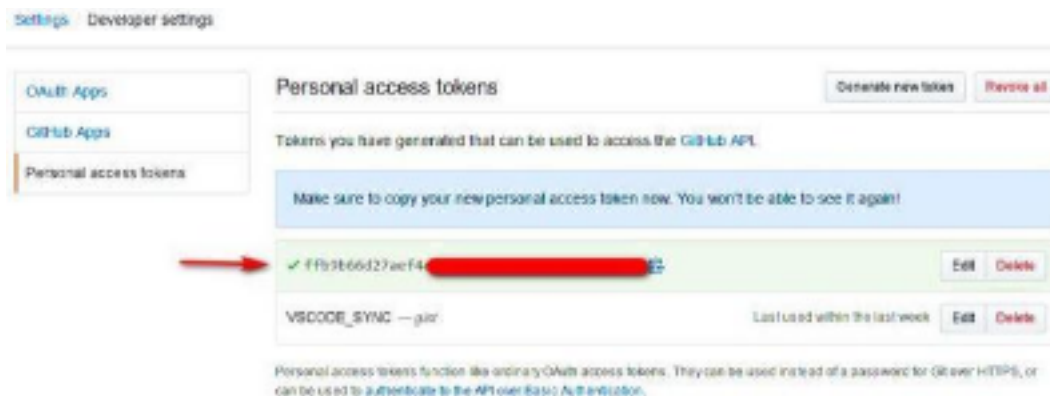 Settings Developer settings
OAuth Apps
GitHub Apps
Personal access tokens
Personal access tokens
Generate new token
Revoke all
Tokens you have generated that can be used to access the GitHub API.
Make sure to copy your new personal access token now. You won't be able to see it again!
✓ ffb9b66d27aef4
Edit Delete
VSCODE_SYNC — gist
Last used within the last week
Edit Delete
Personal access tokens function like ordinary OAuth access tokens. They can be used instead of a password for Git over HTTPS, or
can be used to authenticate to the API over Basic Authentication.